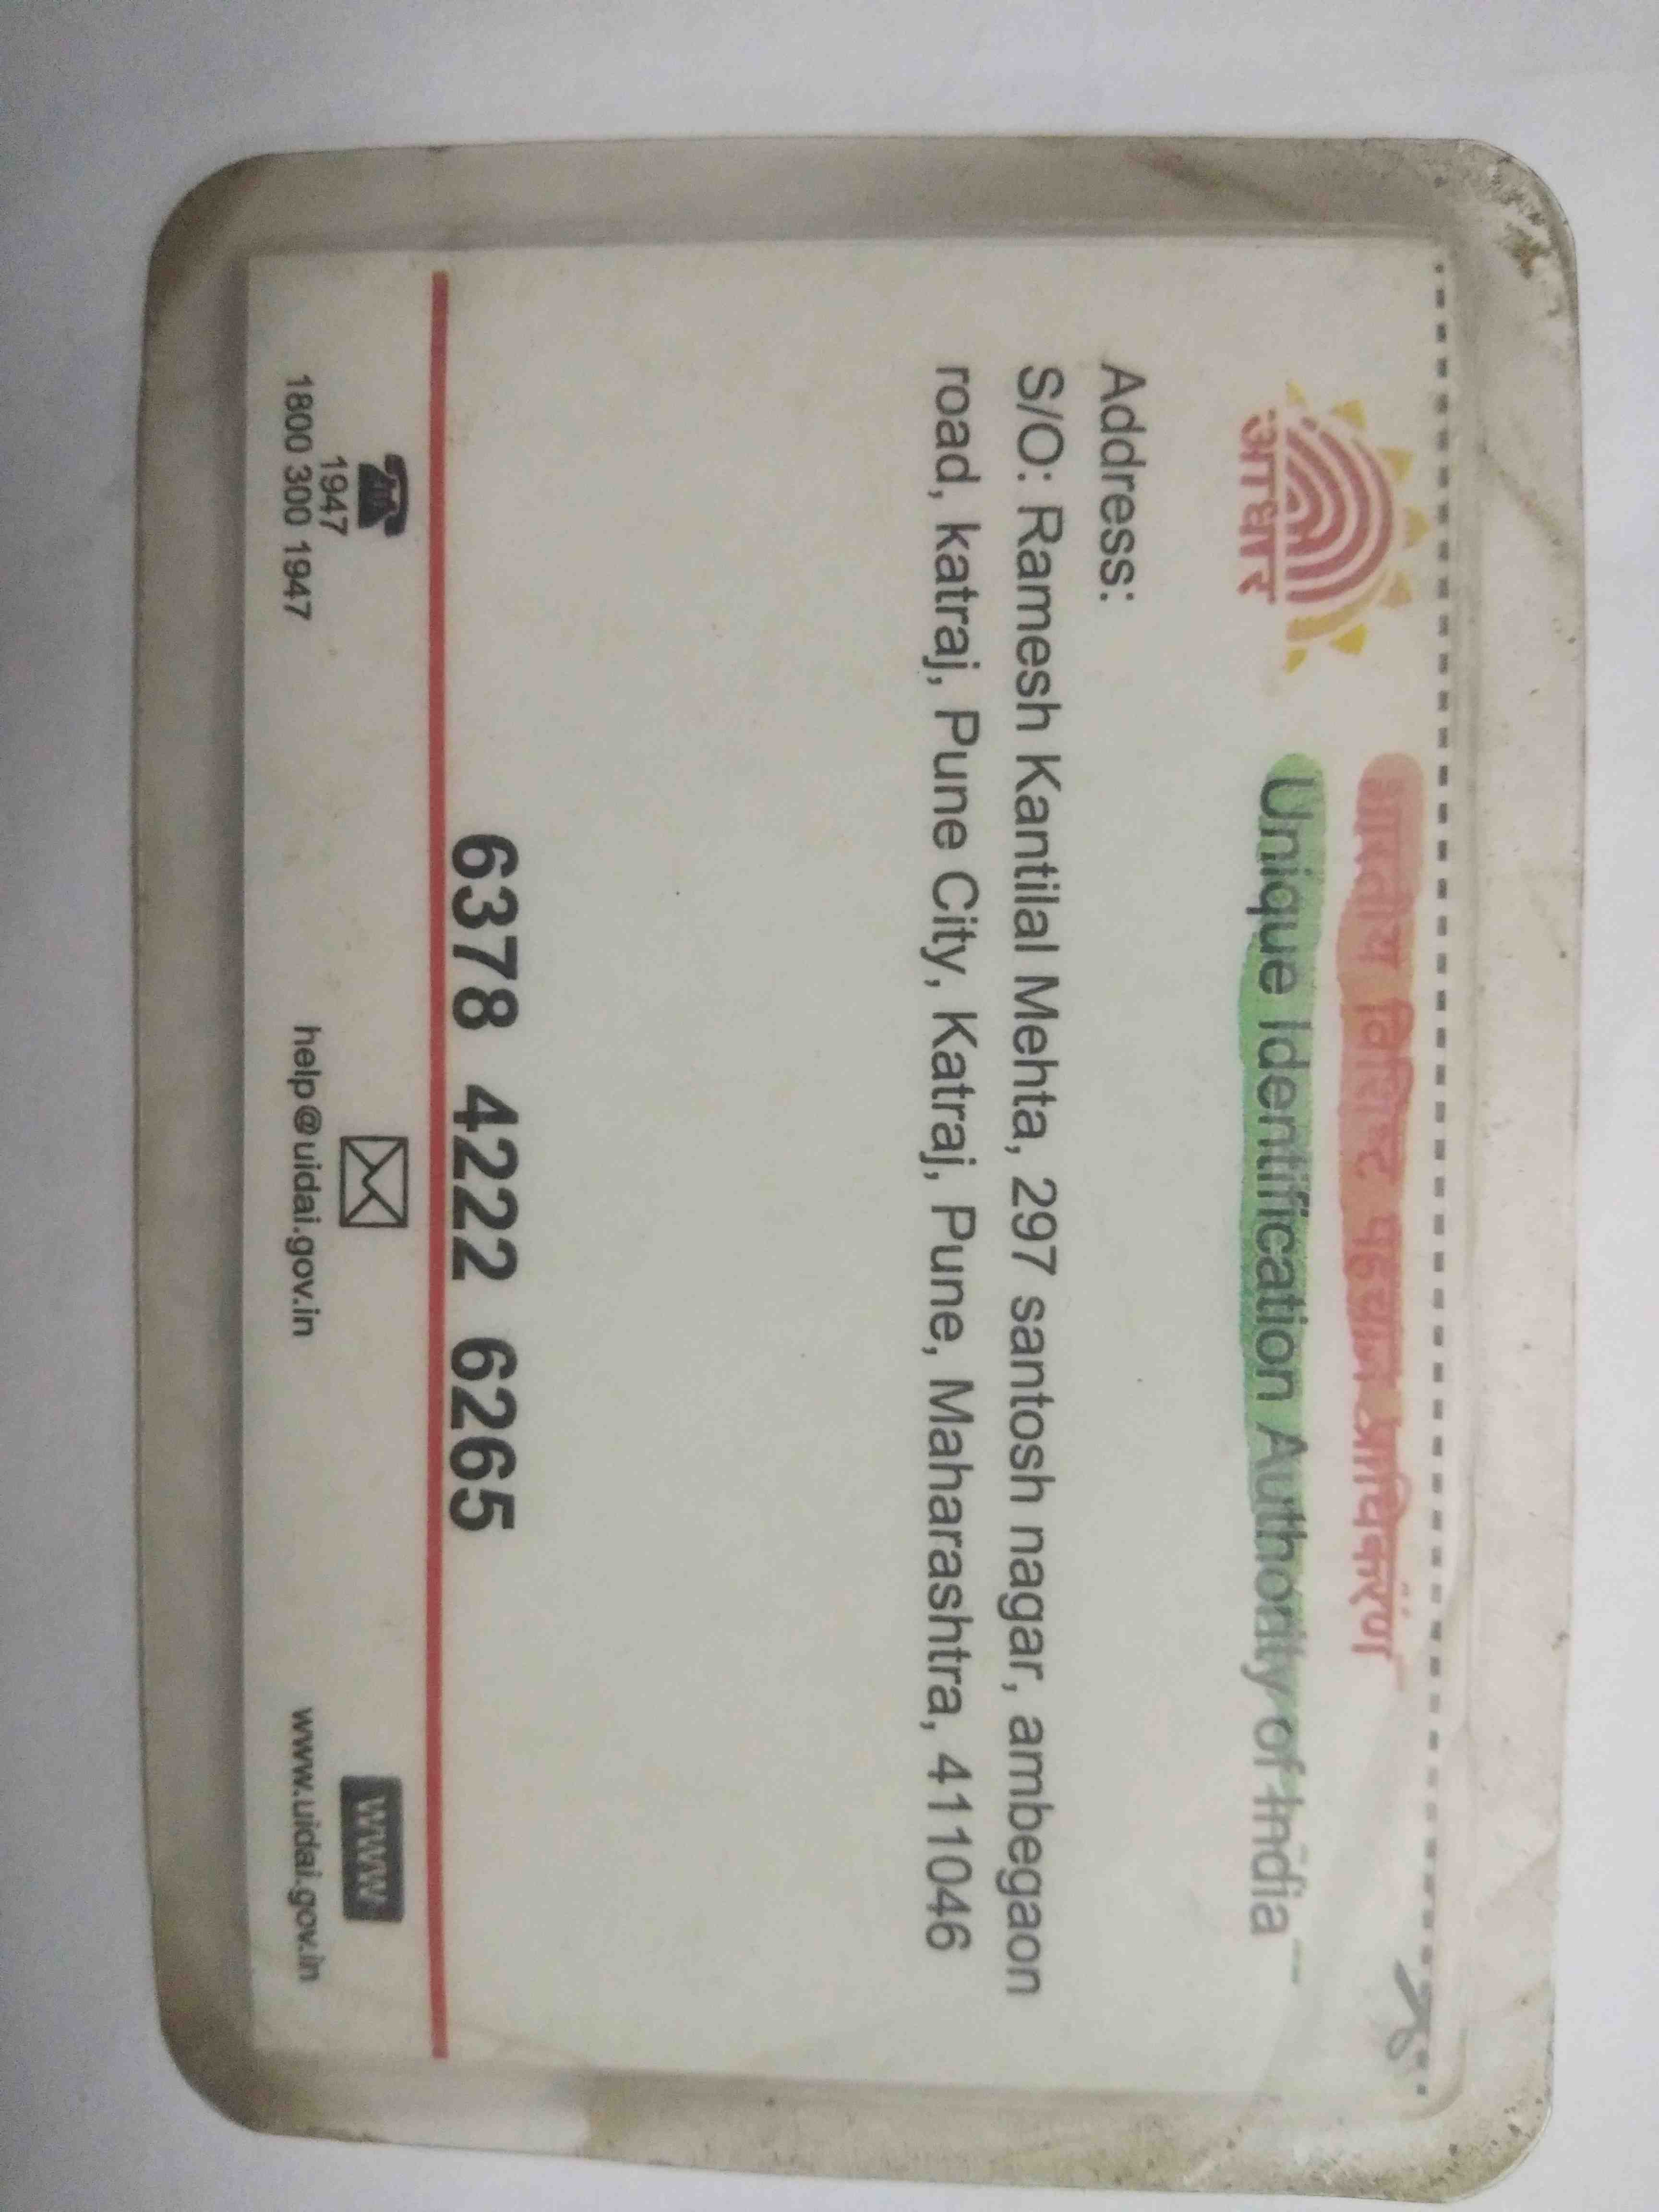 भारतीय विशिष्ट पहचान प्राधिकरण
Unique Identification Authority of India
आधार
Address:
S/O: Ramesh Kantilal Mehta, 297 santosh nagar, ambegaon
road, katraj, Pune City, Katraj, Pune, Maharashtra, 411046
6378 4222 6265
1947
1800 300 1947
help@uidai.gov.in
www
www.uidai.gov.in